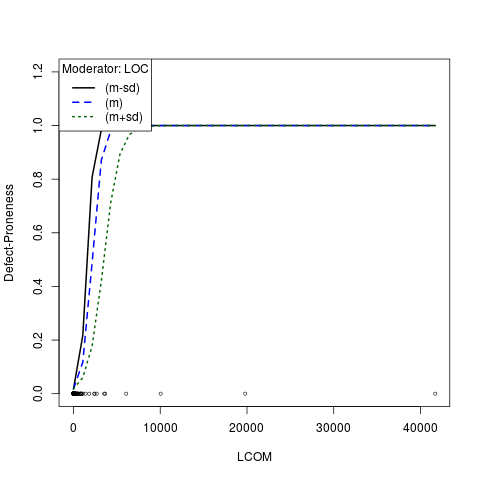 Moderator: LOC
(m-sd)
(m)
(m+sd)
Defect-Proneness
1.2
1.0
0.8
0.6
0.4
0.2
0.0
0 10000 20000 30000 40000
LCOM